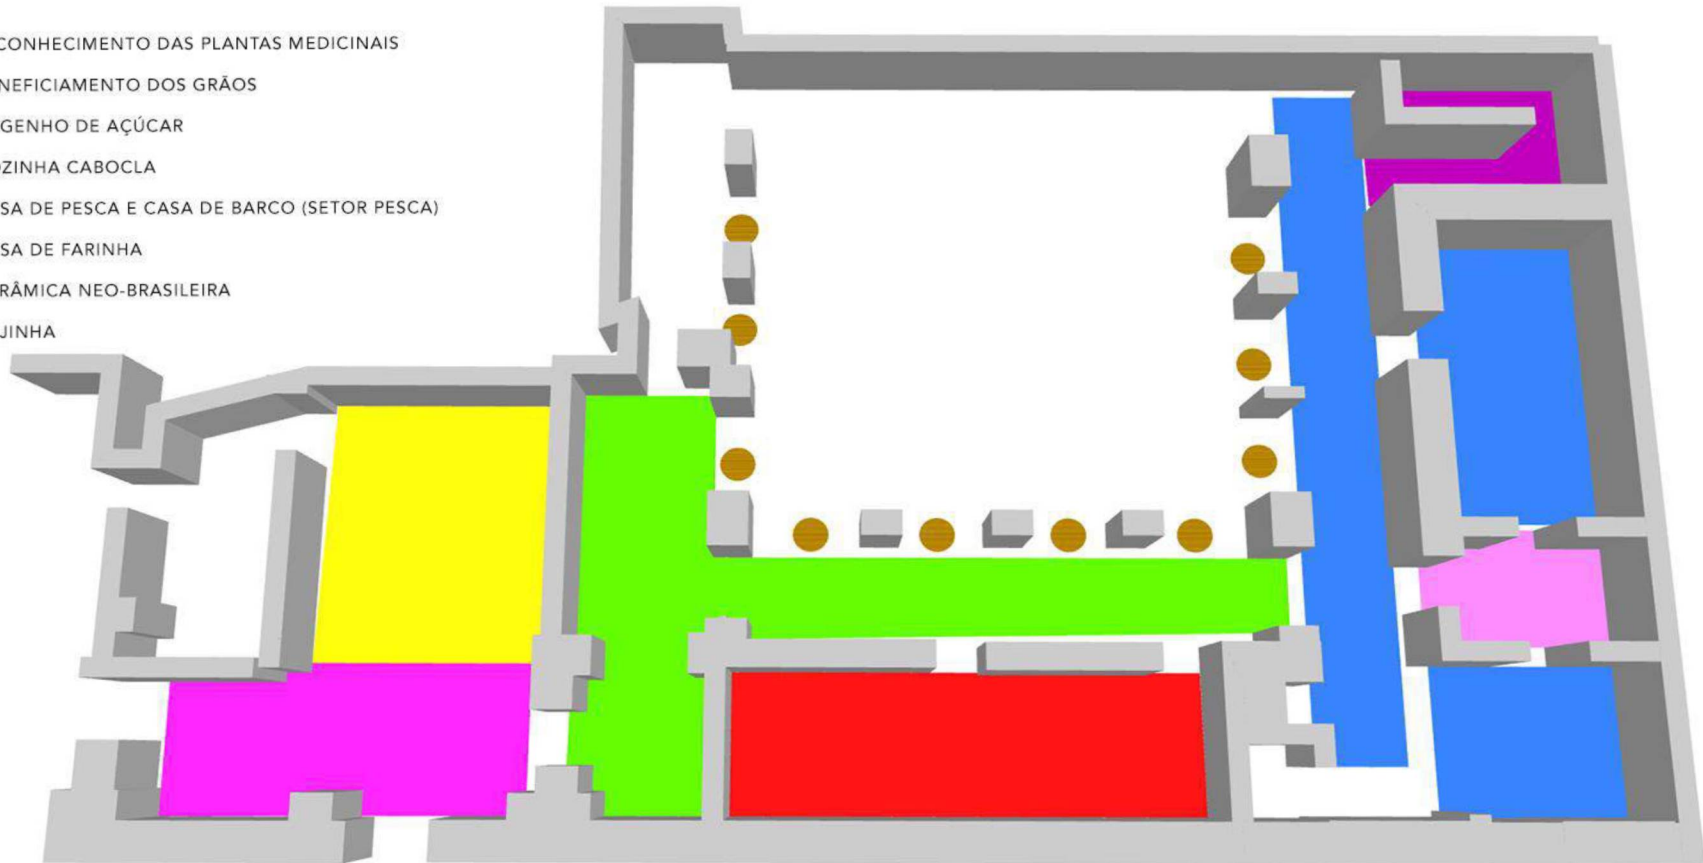 CONHECIMENTO DAS PLANTAS MEDICINAIS
NEFICIAMENTO DOS GRÃOS
GENHO DE AÇÚCAR
ZINHA CABOCLA
SA DE PESCA E CASA DE BARCO (SETOR PESCA)
SA DE FARINHA
RÂMICA NEO-BRASILEIRA
JINHA